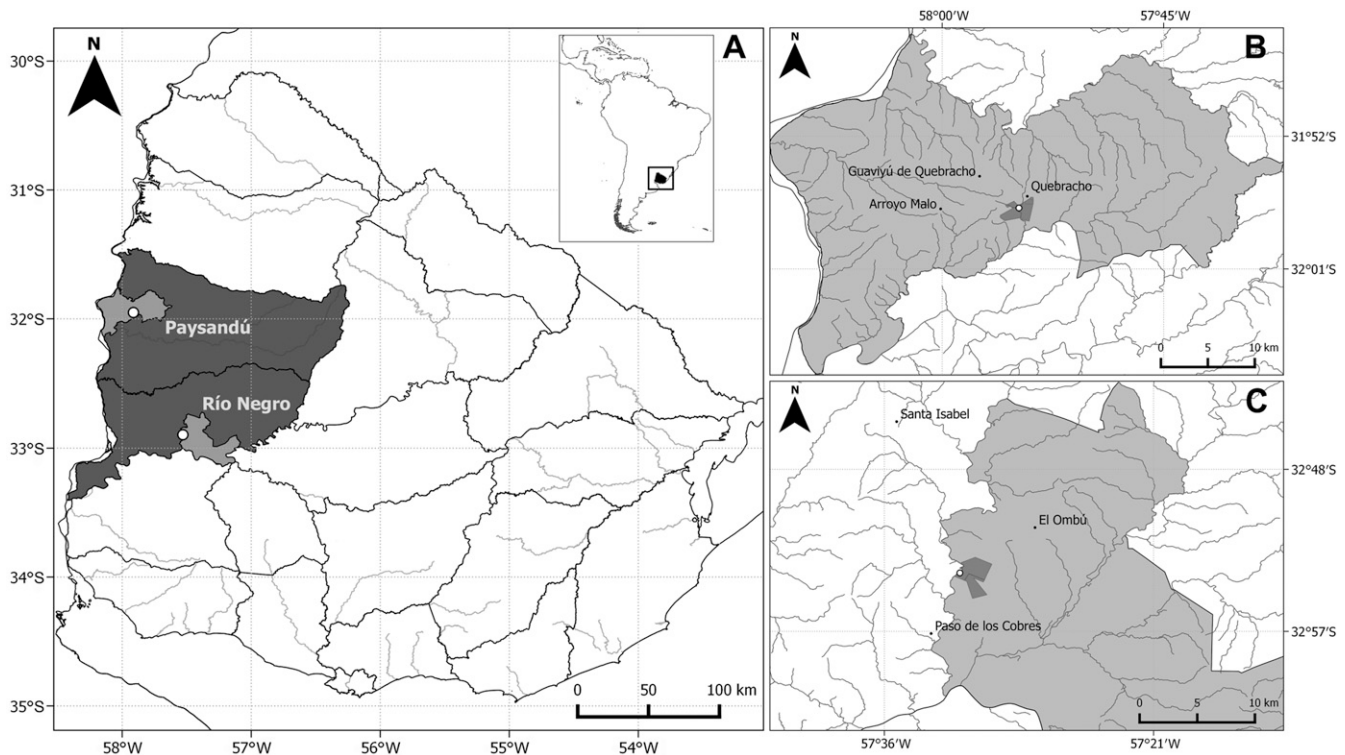 A
N
30°S
31°S
32°S
33°S
34°S
35°S
Paysandú
Río Negro
0 50 100 km
58°W 57°W 56°W 55°W 54°W
58°00'W 57°45'W
B
N
31°52'S
Guaviyú de Quebracho
Quebracho
Arroyo Malo
32°01'S
0 5 10 km
C
N
Santa Isabel
32°48'S
El Ombú
Paso de los Cobres
32°57'S
0 5 10 km
57°36'W 57°21'W